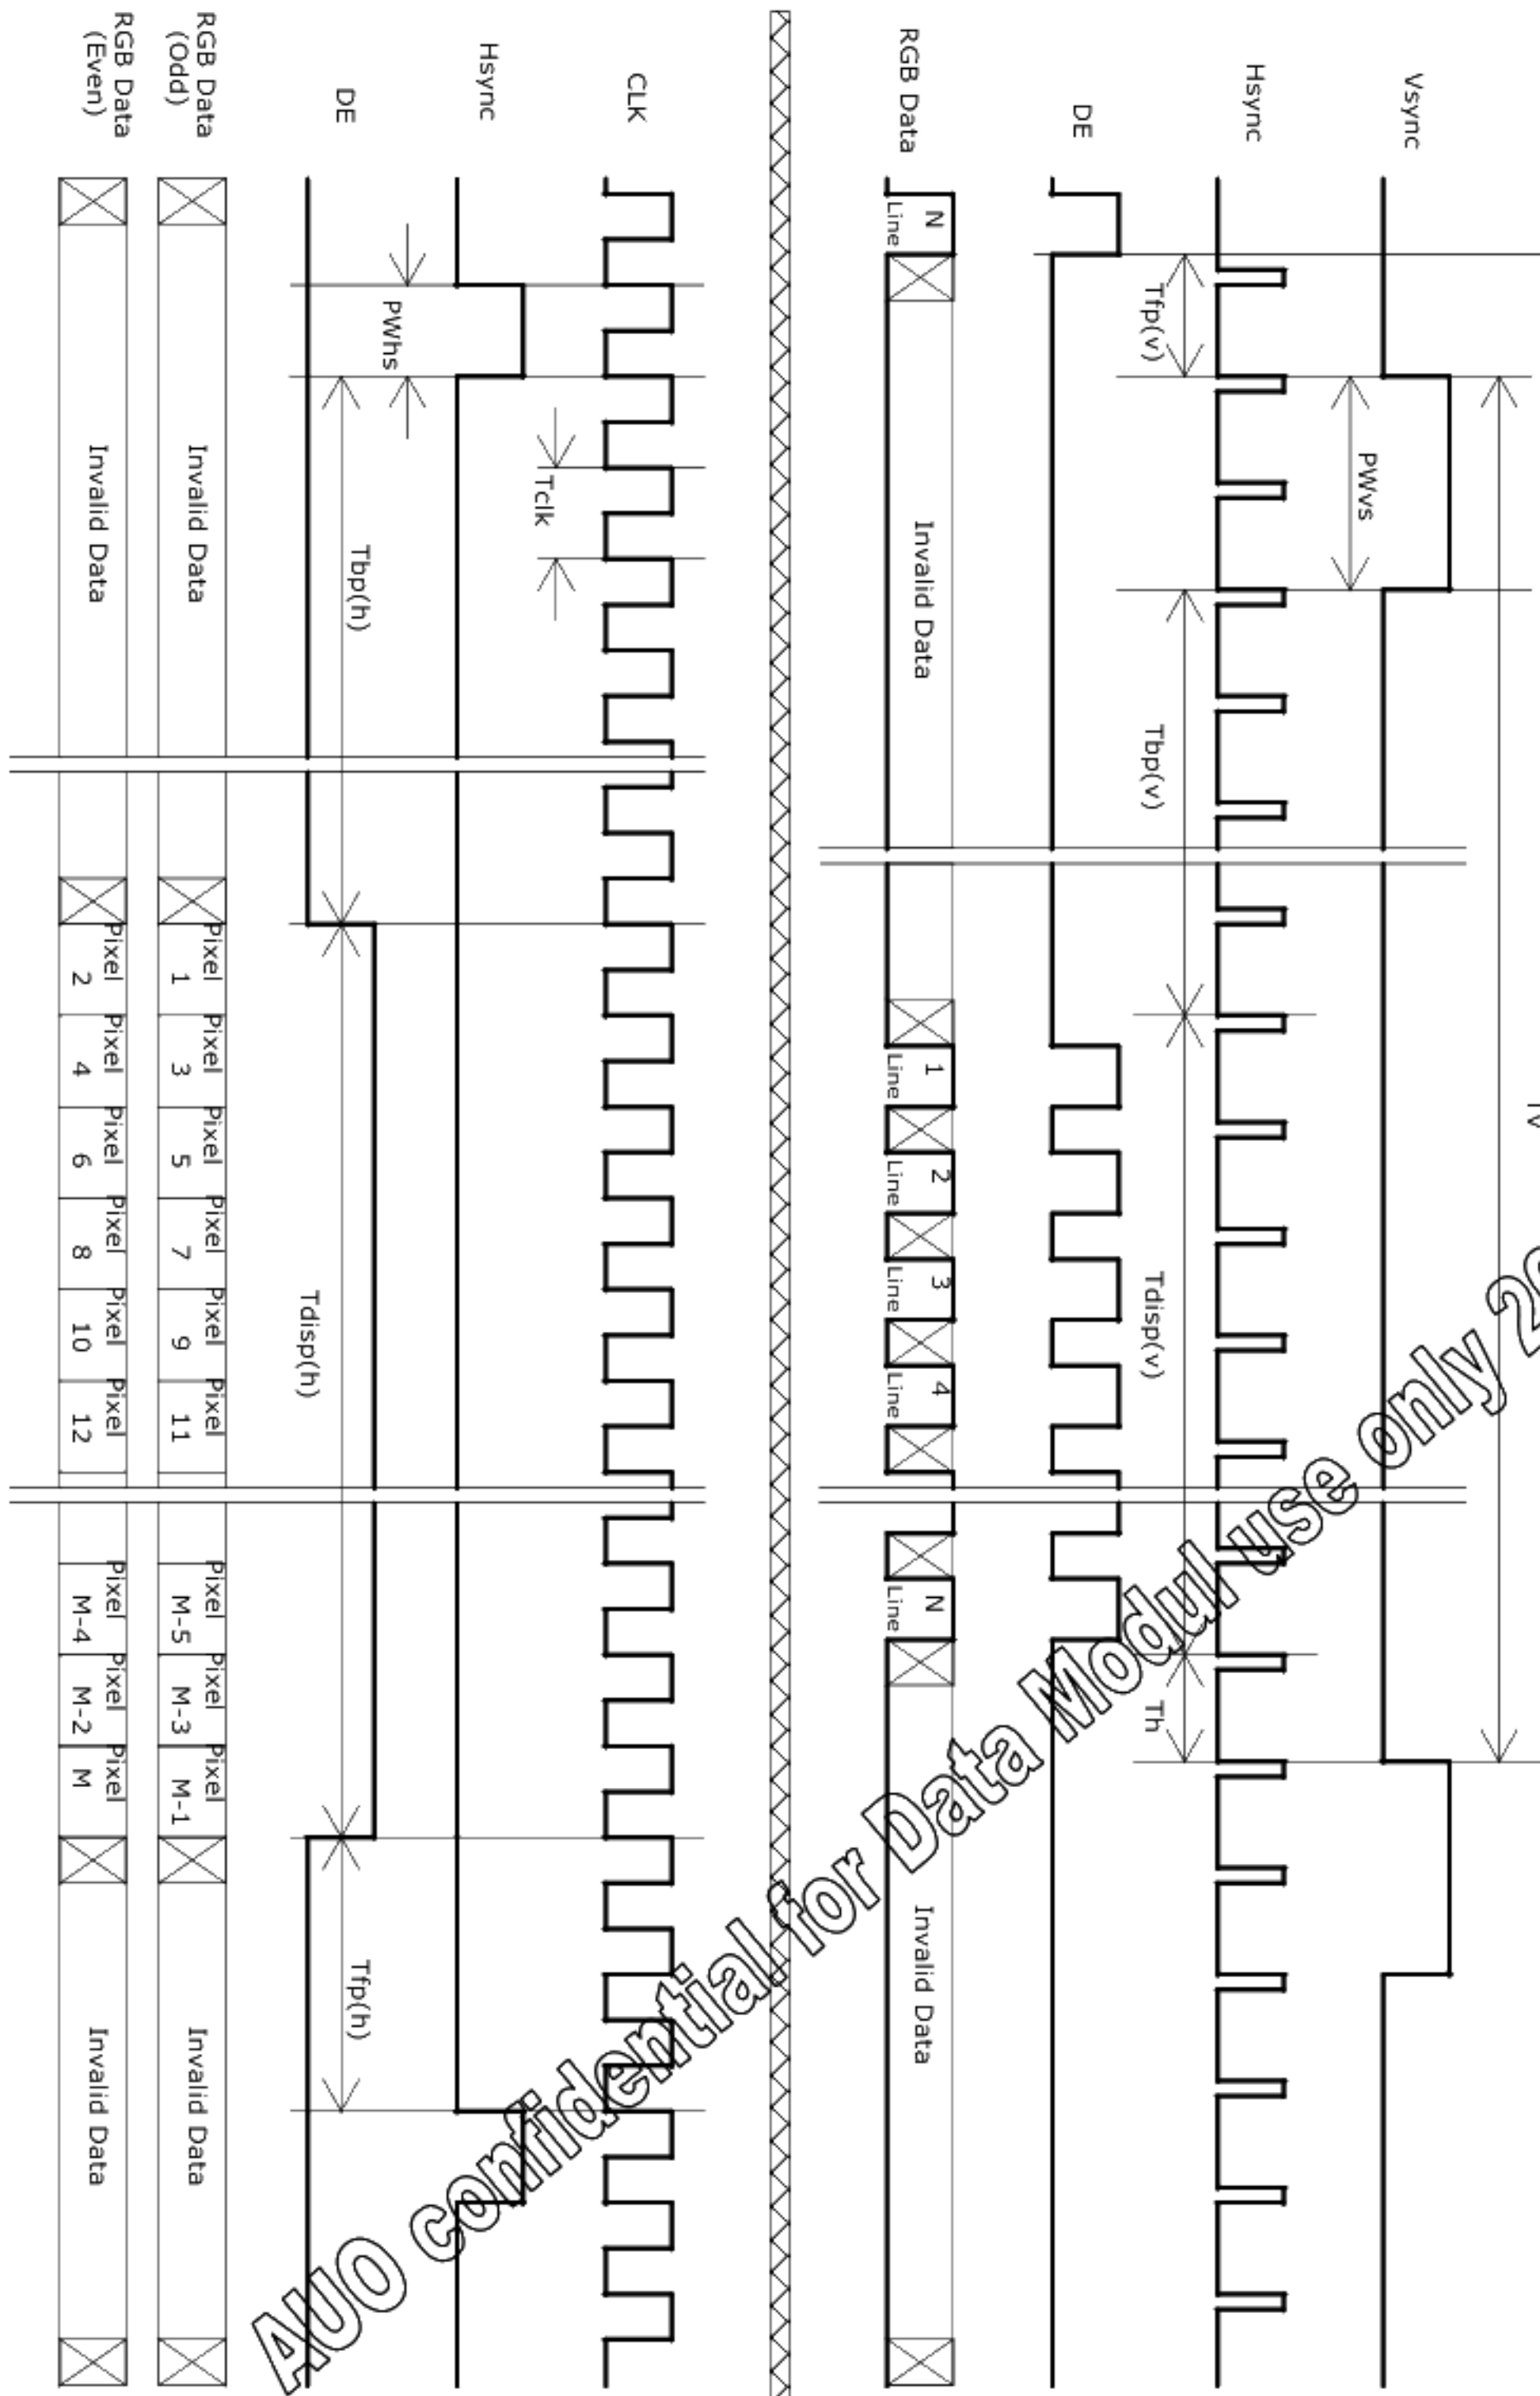 Vsync
Tv
PWvs
Hsync
Tfp(v)
Tbp(v)
Tdisp(v)
Th
DE
RGB Data
N
Line
Invalid Data
1
Line
2
Line
3
Line
4
Line
N
Line
Invalid Data
CLK
Tclk
Hsync
PWhs
DE
Tbp(h)
Tdisp(h)
Tfp(h)
RGB Data
(Odd)
Invalid Data
Pixel
1
Pixel
3
Pixel
5
Pixel
7
Pixel
9
Pixel
11
Pixel
M-5
Pixel
M-3
Pixel
M-1
Invalid Data
RGB Data
(Even)
Invalid Data
Pixel
2
Pixel
4
Pixel
6
Pixel
8
Pixel
10
Pixel
12
Pixel
M-4
Pixel
M-2
Pixel
M
Invalid Data
AUO confidential for Data Modul use only